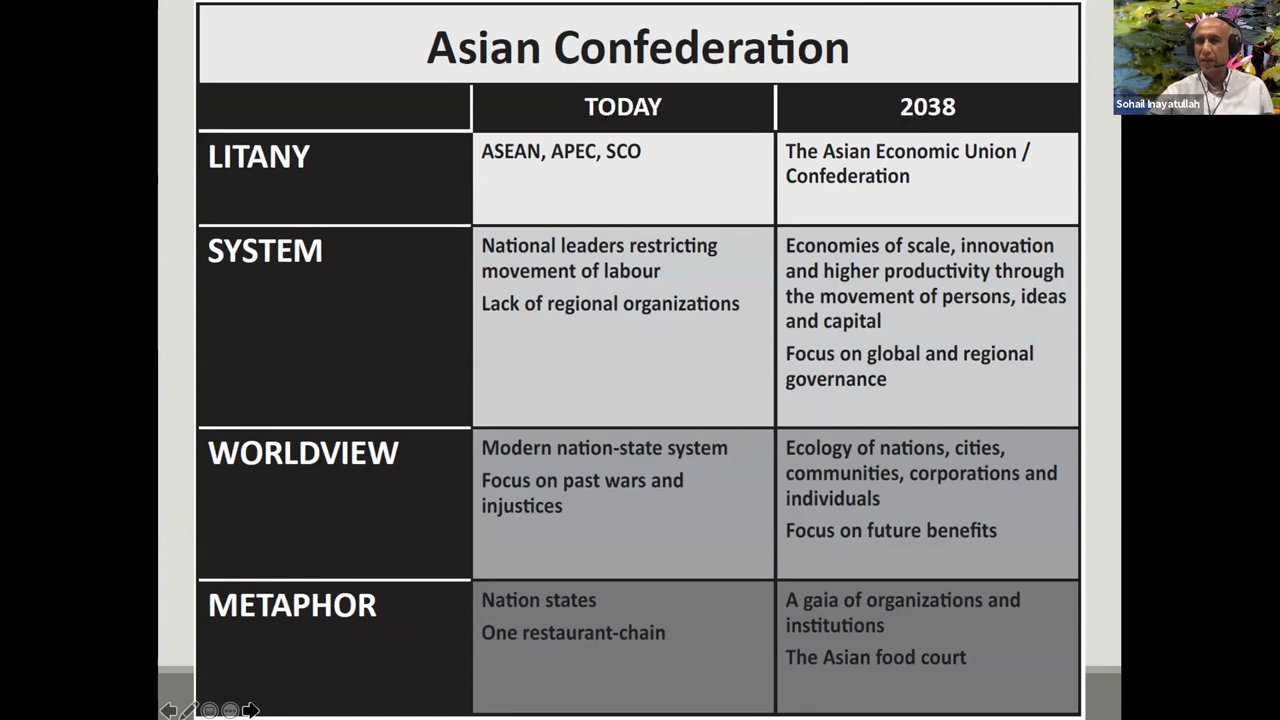 Asian Confederation
Sohail Inayatullah
TODAY
2038
LITANY
ASEAN, APEC, SCO
The Asian Economic Union /
Confederation
SYSTEM
National leaders restricting
movement of labour
Lack of regional organizations
Economies of scale, innovation
and higher productivity through
the movement of persons, ideas
and capital
Focus on global and regional
governance
WORLDVIEW
Modern nation-state system
Focus on past wars and
injustices
Ecology of nations, cities,
communities, corporations and
individuals
Focus on future benefits
METAPHOR
Nation states
One restaurant-chain
A gaia of organizations and
institutions
The Asian food court